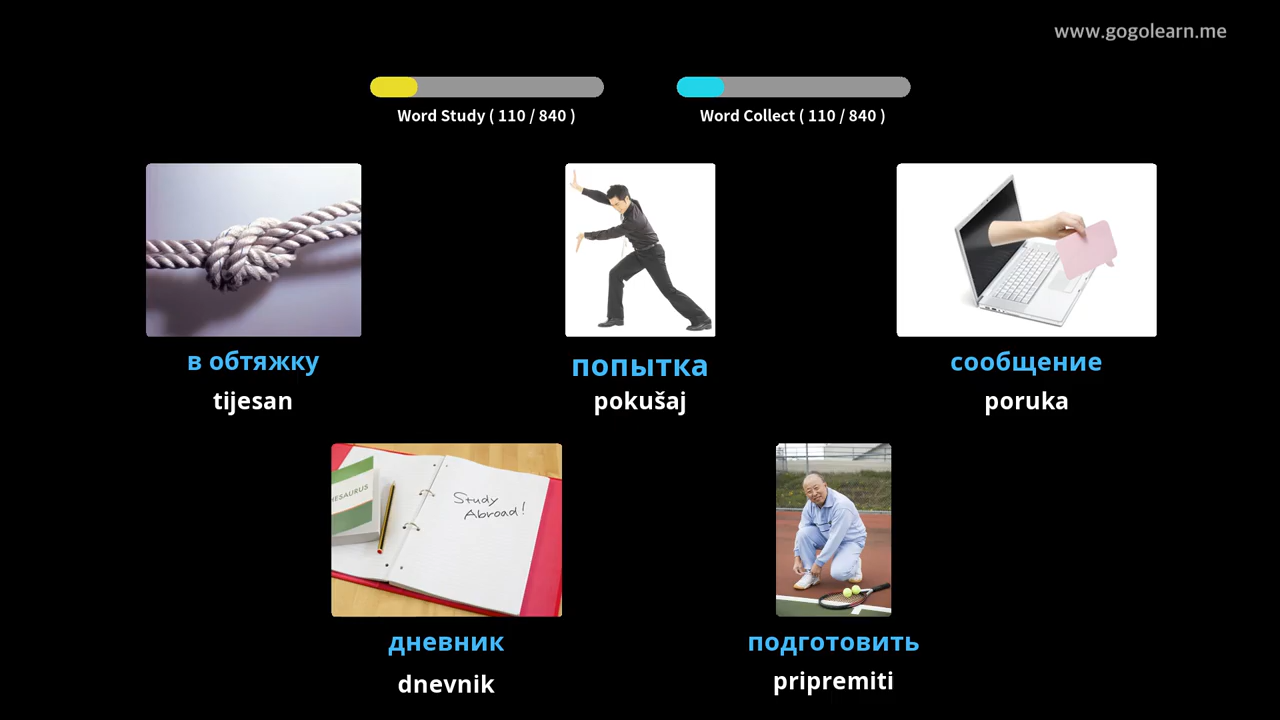 www.gogolearn.me
Word Study ( 110 / 840 )
Word Collect ( 110 / 840 )
в обтяжку
tijesan
попытка
pokušaj
сообщение
poruka
HESAURUS
Study
Abroad!
дневник
dnevnik
подготовить
pripremiti